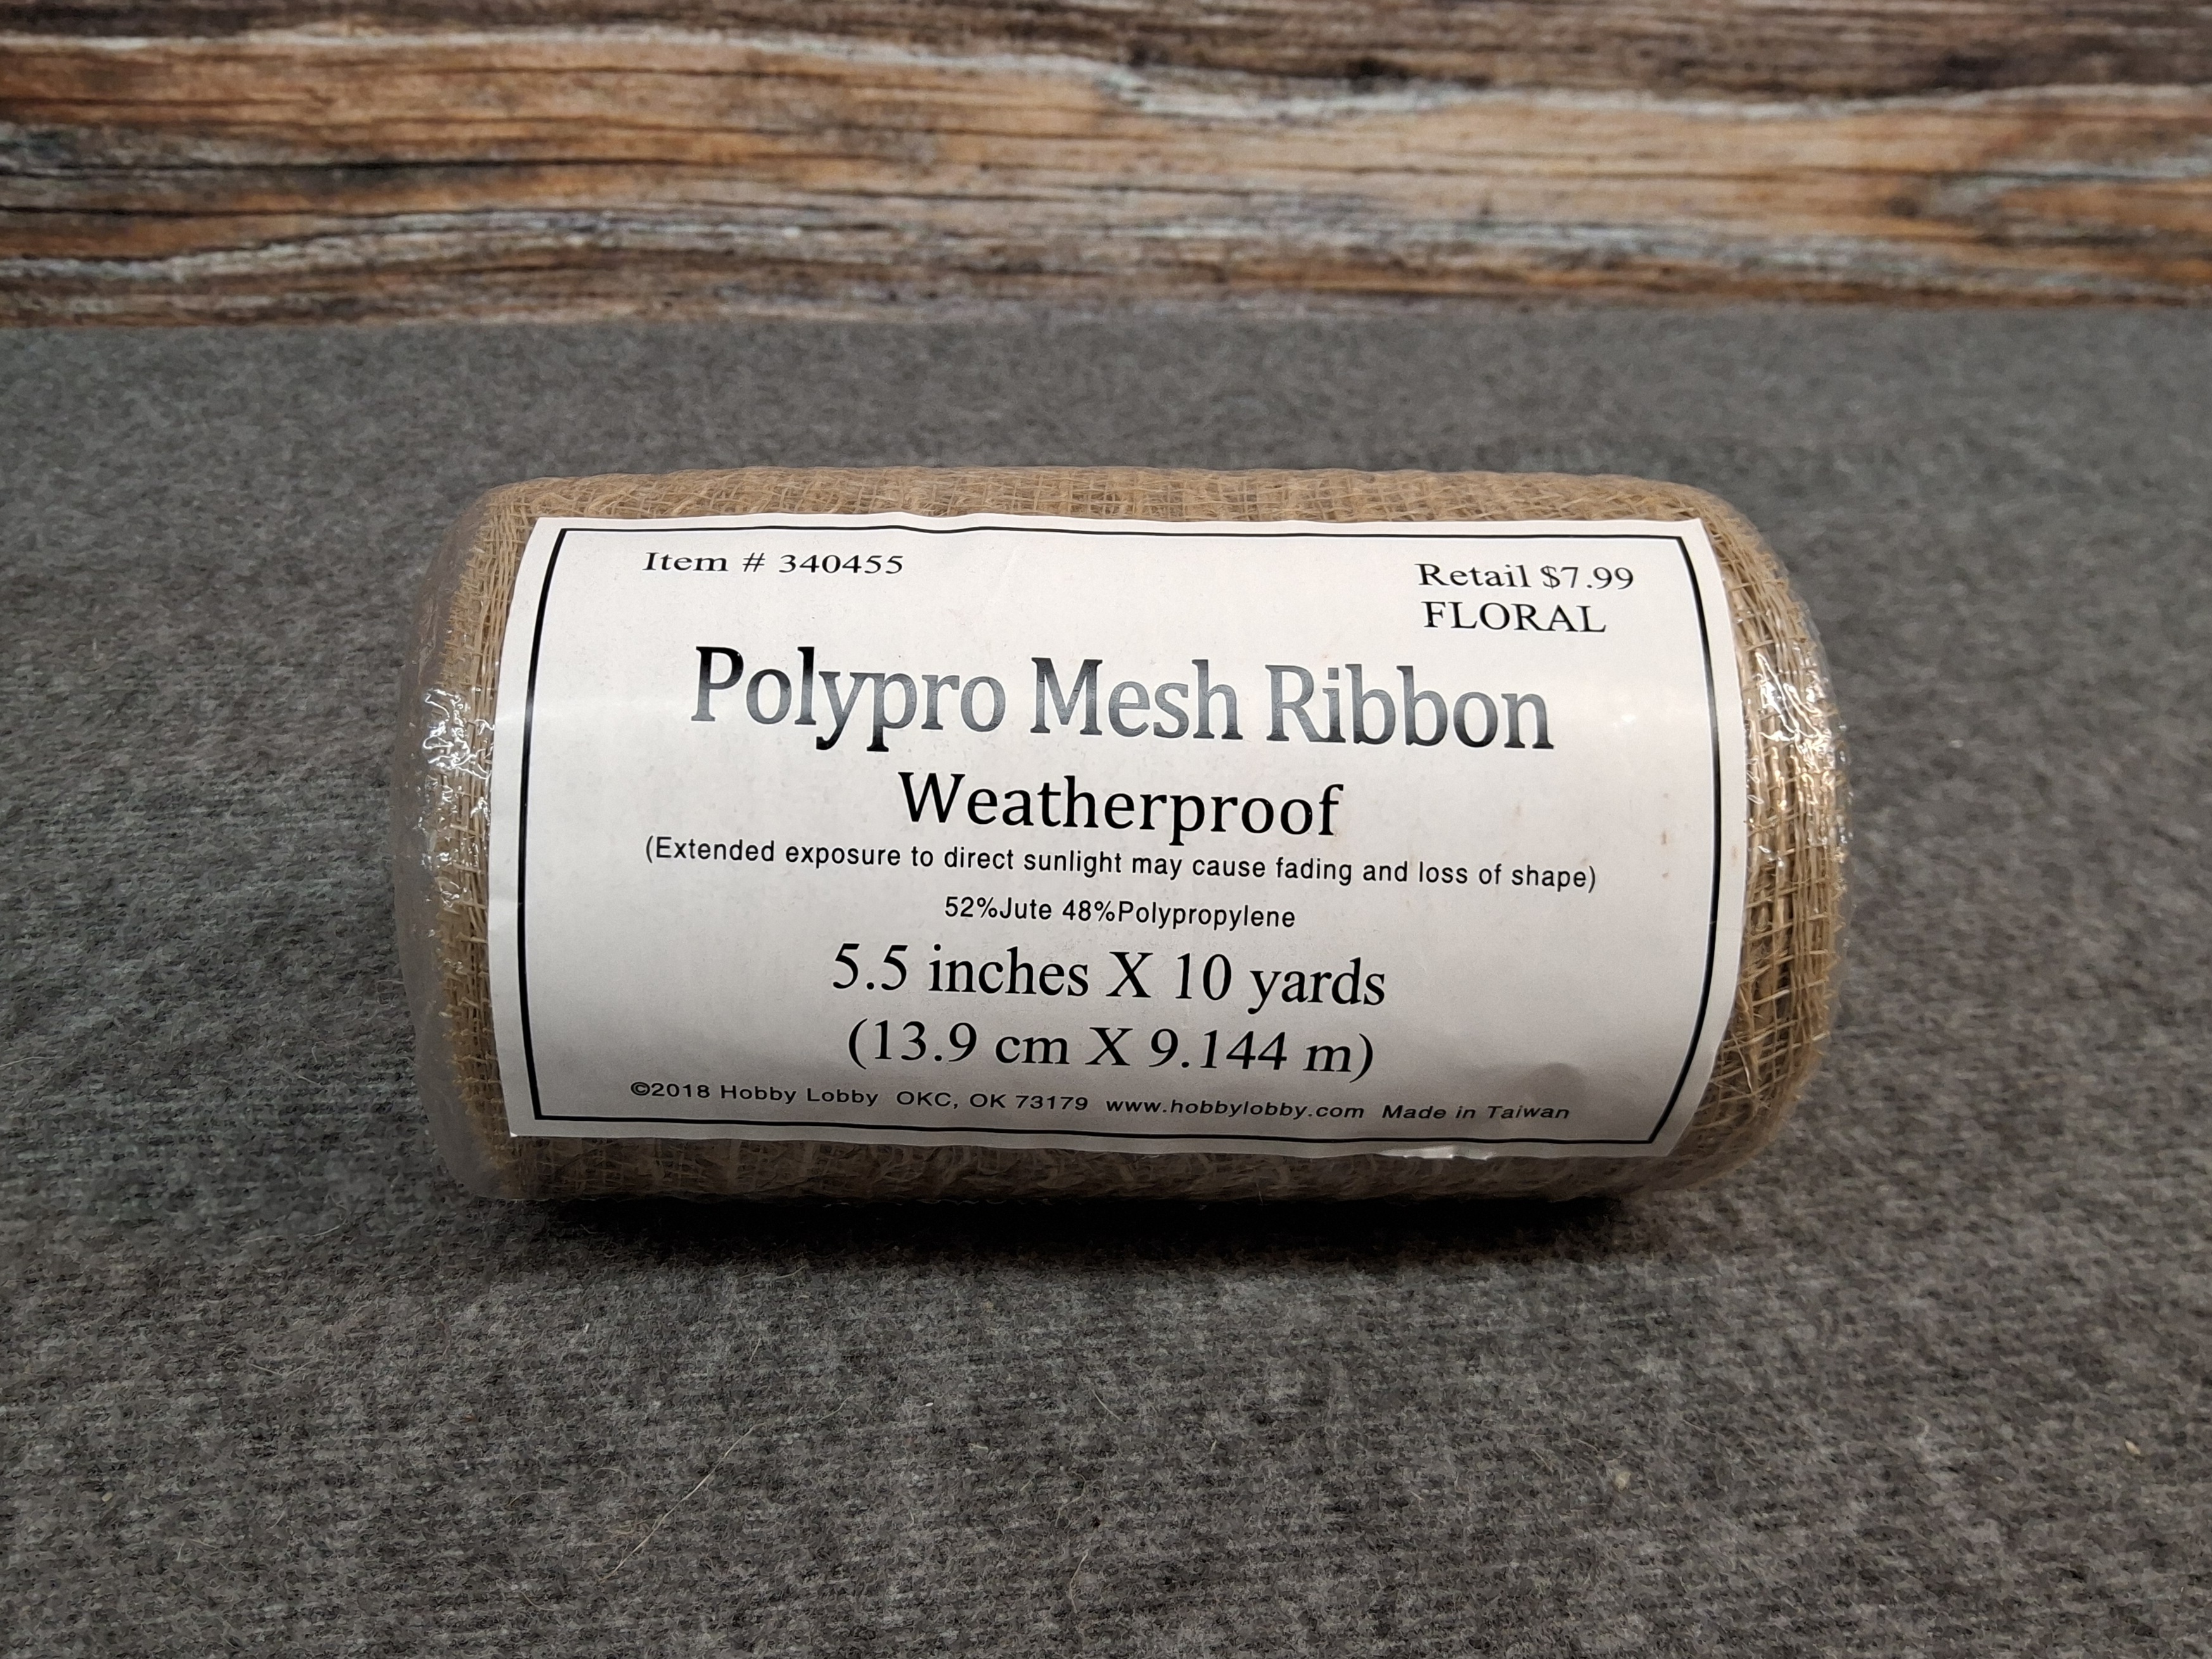 Item # 340455
Retail $7.99
FLORAL
Polypro Mesh Ribbon
Weatherproof
(Extended exposure to direct sunlight may cause fading and loss of shape)
52%Jute 48%Polypropylene
5.5 inches X 10 yards
(13.9 cm X 9.144 m)
©2018 Hobby Lobby OKC, OK 73179 www.hobbylobby.com Made in Taiwan